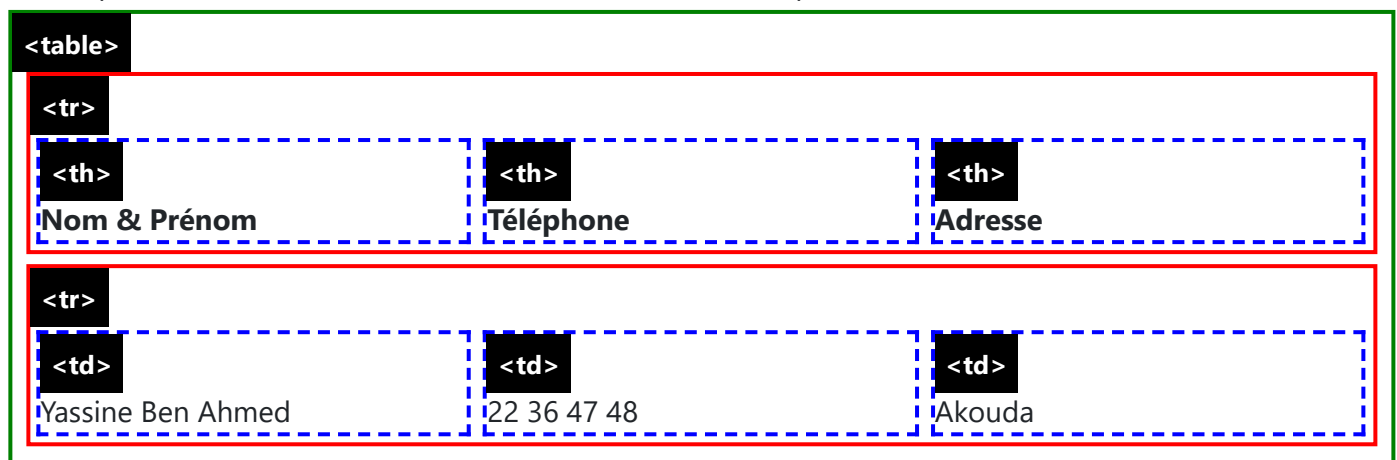 <table>
<tr>
<th> <th> <th>
Nom & Prénom Téléphone Adresse
<tr>
<td> <td> <td>
Yassine Ben Ahmed 22 36 47 48 Akouda